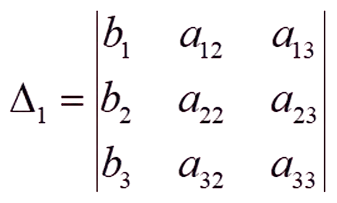 b₁ a₁₂ a₁₃
Δ₁ = b₂ a₂₂ a₂₃
b₃ a₃₂ a₃₃